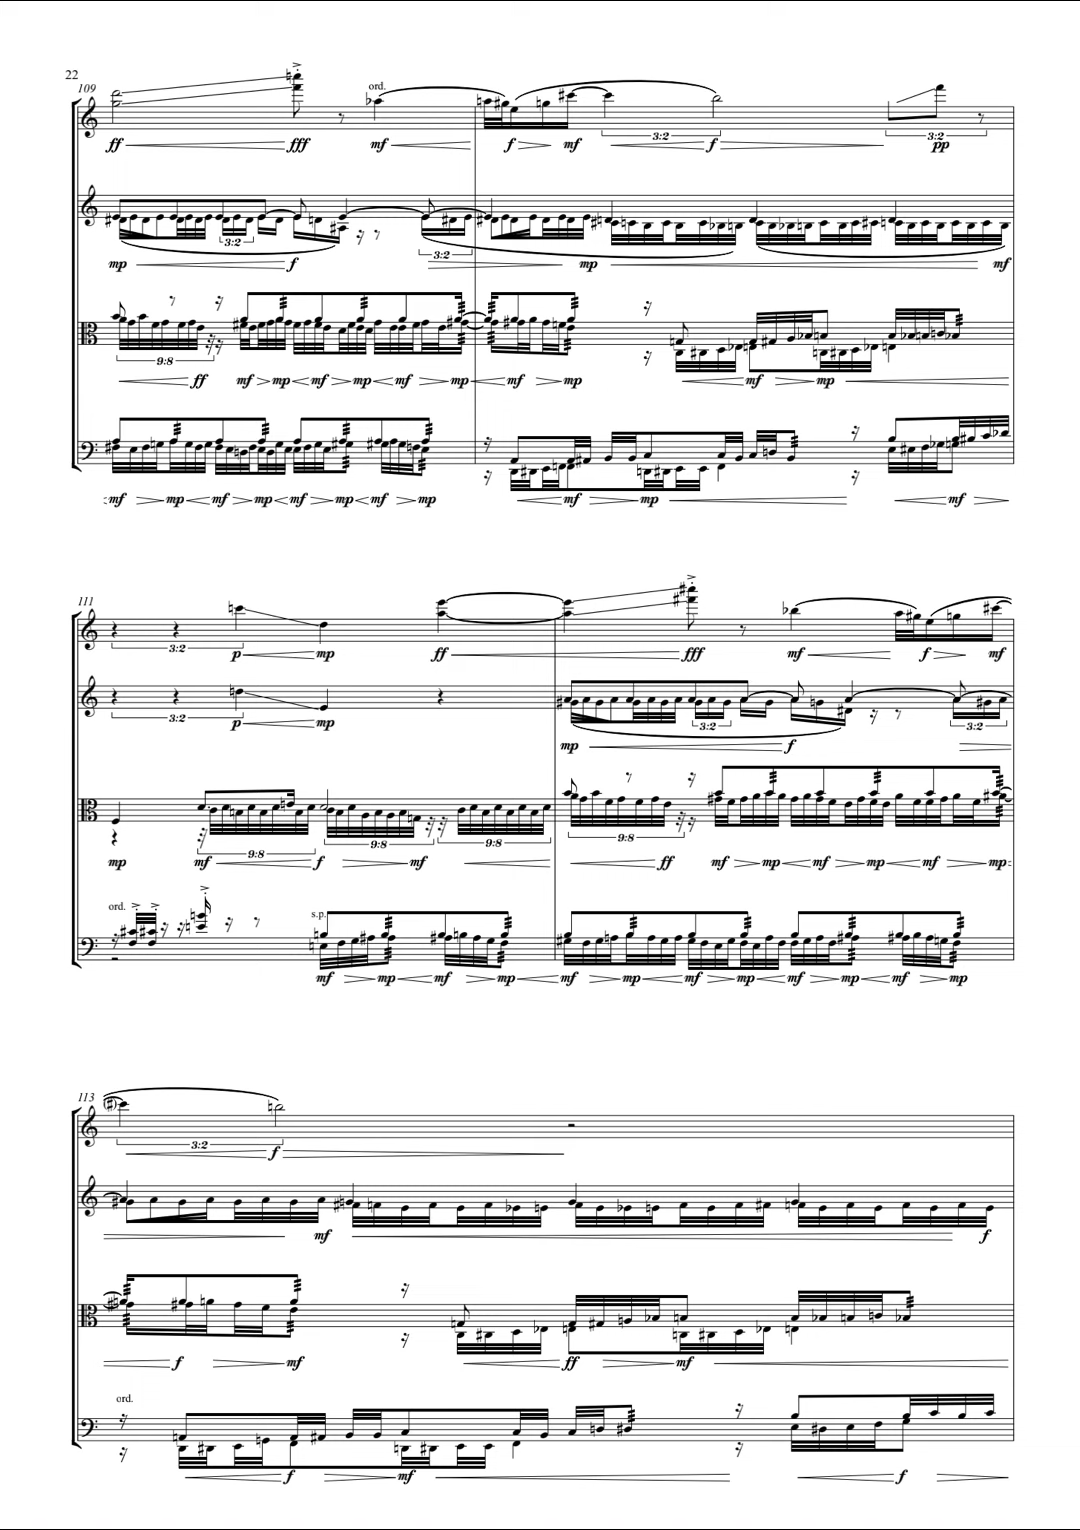 22
109
ord.
3:2 3:2
ff fff mf f mf f pp
3:2 3:2
mp f mp mf
9:8
ff mf mp mf mp mf mp mf mp mf mp
mf mp mf mp mf mp mf mp mf mp mf
111
3:2
p mp ff fff mf f mf
3:2 3:2 3:2
p mp
mp f
9:8 9:8 9:8 9:8
mp mf f mf ff mf mp mf mp mf mp
ord. s.p.
mf mp mf mp mf mp mf mp mf mp mf mp
113
3:2
f
mf f
f mf ff mf
ord.
f mf f